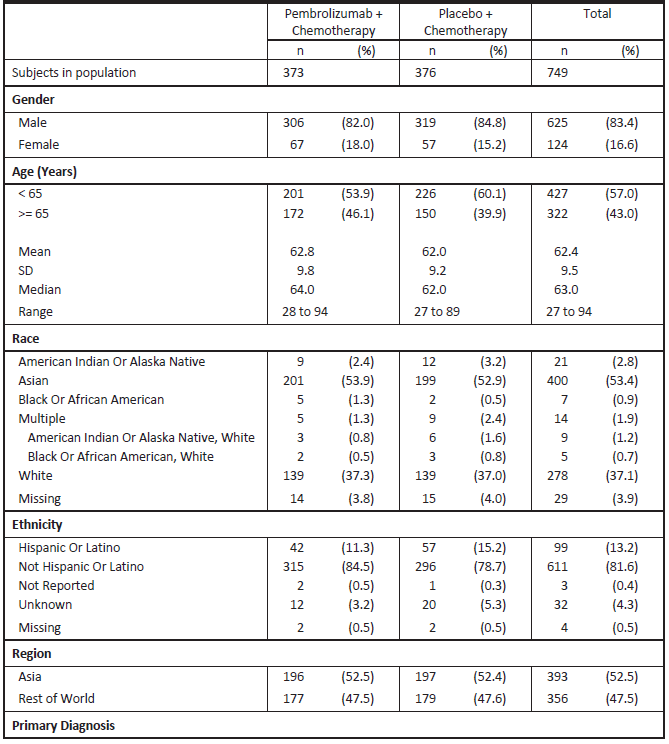 Pembrolizumab + Chemotherapy Placebo + Chemotherapy Total
n (%) n (%) n (%)
Subjects in population 373 376 749
Gender
Male 306 (82.0) 319 (84.8) 625 (83.4)
Female 67 (18.0) 57 (15.2) 124 (16.6)
Age (Years)
< 65 201 (53.9) 226 (60.1) 427 (57.0)
>= 65 172 (46.1) 150 (39.9) 322 (43.0)
Mean 62.8 62.0 62.4
SD 9.8 9.2 9.5
Median 64.0 62.0 63.0
Range 28 to 94 27 to 89 27 to 94
Race
American Indian Or Alaska Native 9 (2.4) 12 (3.2) 21 (2.8)
Asian 201 (53.9) 199 (52.9) 400 (53.4)
Black Or African American 5 (1.3) 2 (0.5) 7 (0.9)
Multiple 5 (1.3) 9 (2.4) 14 (1.9)
American Indian Or Alaska Native, White 3 (0.8) 6 (1.6) 9 (1.2)
Black Or African American, White 2 (0.5) 3 (0.8) 5 (0.7)
White 139 (37.3) 139 (37.0) 278 (37.1)
Missing 14 (3.8) 15 (4.0) 29 (3.9)
Ethnicity
Hispanic Or Latino 42 (11.3) 57 (15.2) 99 (13.2)
Not Hispanic Or Latino 315 (84.5) 296 (78.7) 611 (81.6)
Not Reported 2 (0.5) 1 (0.3) 3 (0.4)
Unknown 12 (3.2) 20 (5.3) 32 (4.3)
Missing 2 (0.5) 2 (0.5) 4 (0.5)
Region
Asia 196 (52.5) 197 (52.4) 393 (52.5)
Rest of World 177 (47.5) 179 (47.6) 356 (47.5)
Primary Diagnosis